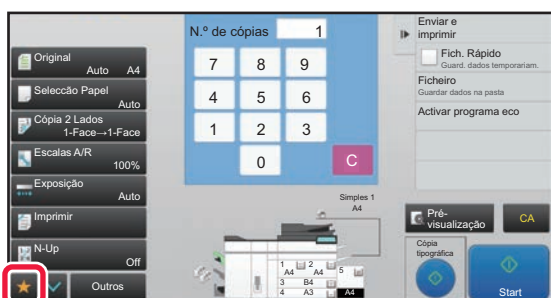 Original
Auto A4
Selecção Papel
Auto
Cópia 2 Lados
1-Face→1-Face
Escalas A/R
100%
Exposição
Auto
Imprimir
N-Up
Off
Outros
N.º de cópias 1
7 8 9
4 5 6
1 2 3
0 C
Simples 1
A4
1 A4 2 A4 5
3 B4
4 A3 A4
Enviar e
imprimir
Fich. Rápido
Guard. dados temporariam.
Ficheiro
Guardar dados na pasta
Activar programa eco
Pré-
visualização
CA
Cópia
tipográfica
Start